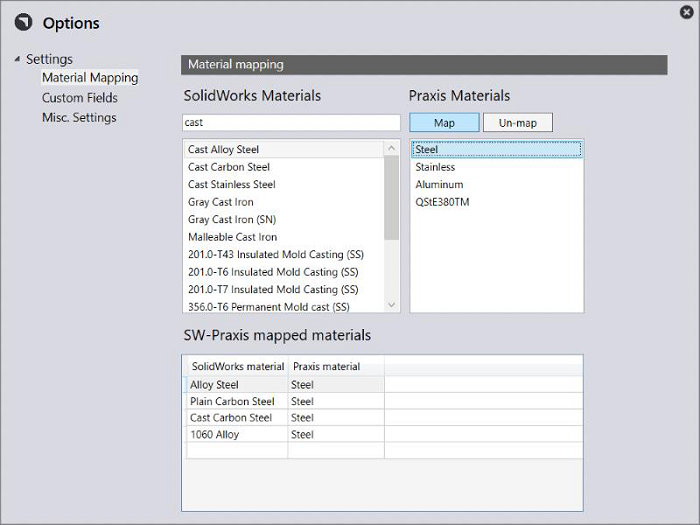 Options
Settings
Material Mapping
Custom Fields
Misc. Settings
Material mapping
SolidWorks Materials
cast
Cast Alloy Steel
Cast Carbon Steel
Cast Stainless Steel
Gray Cast Iron
Gray Cast Iron (SN)
Malleable Cast Iron
201.0-T43 Insulated Mold Casting (SS)
201.0-T6 Insulated Mold Casting (SS)
201.0-T7 Insulated Mold Casting (SS)
356.0-T6 Permanent Mold cast (SS)
Praxis Materials
Map Un-map
Steel
Stainless
Aluminum
QStE380TM
SW-Praxis mapped materials
SolidWorks material Praxis material
Alloy Steel Steel
Plain Carbon Steel Steel
Cast Carbon Steel Steel
1060 Alloy Steel